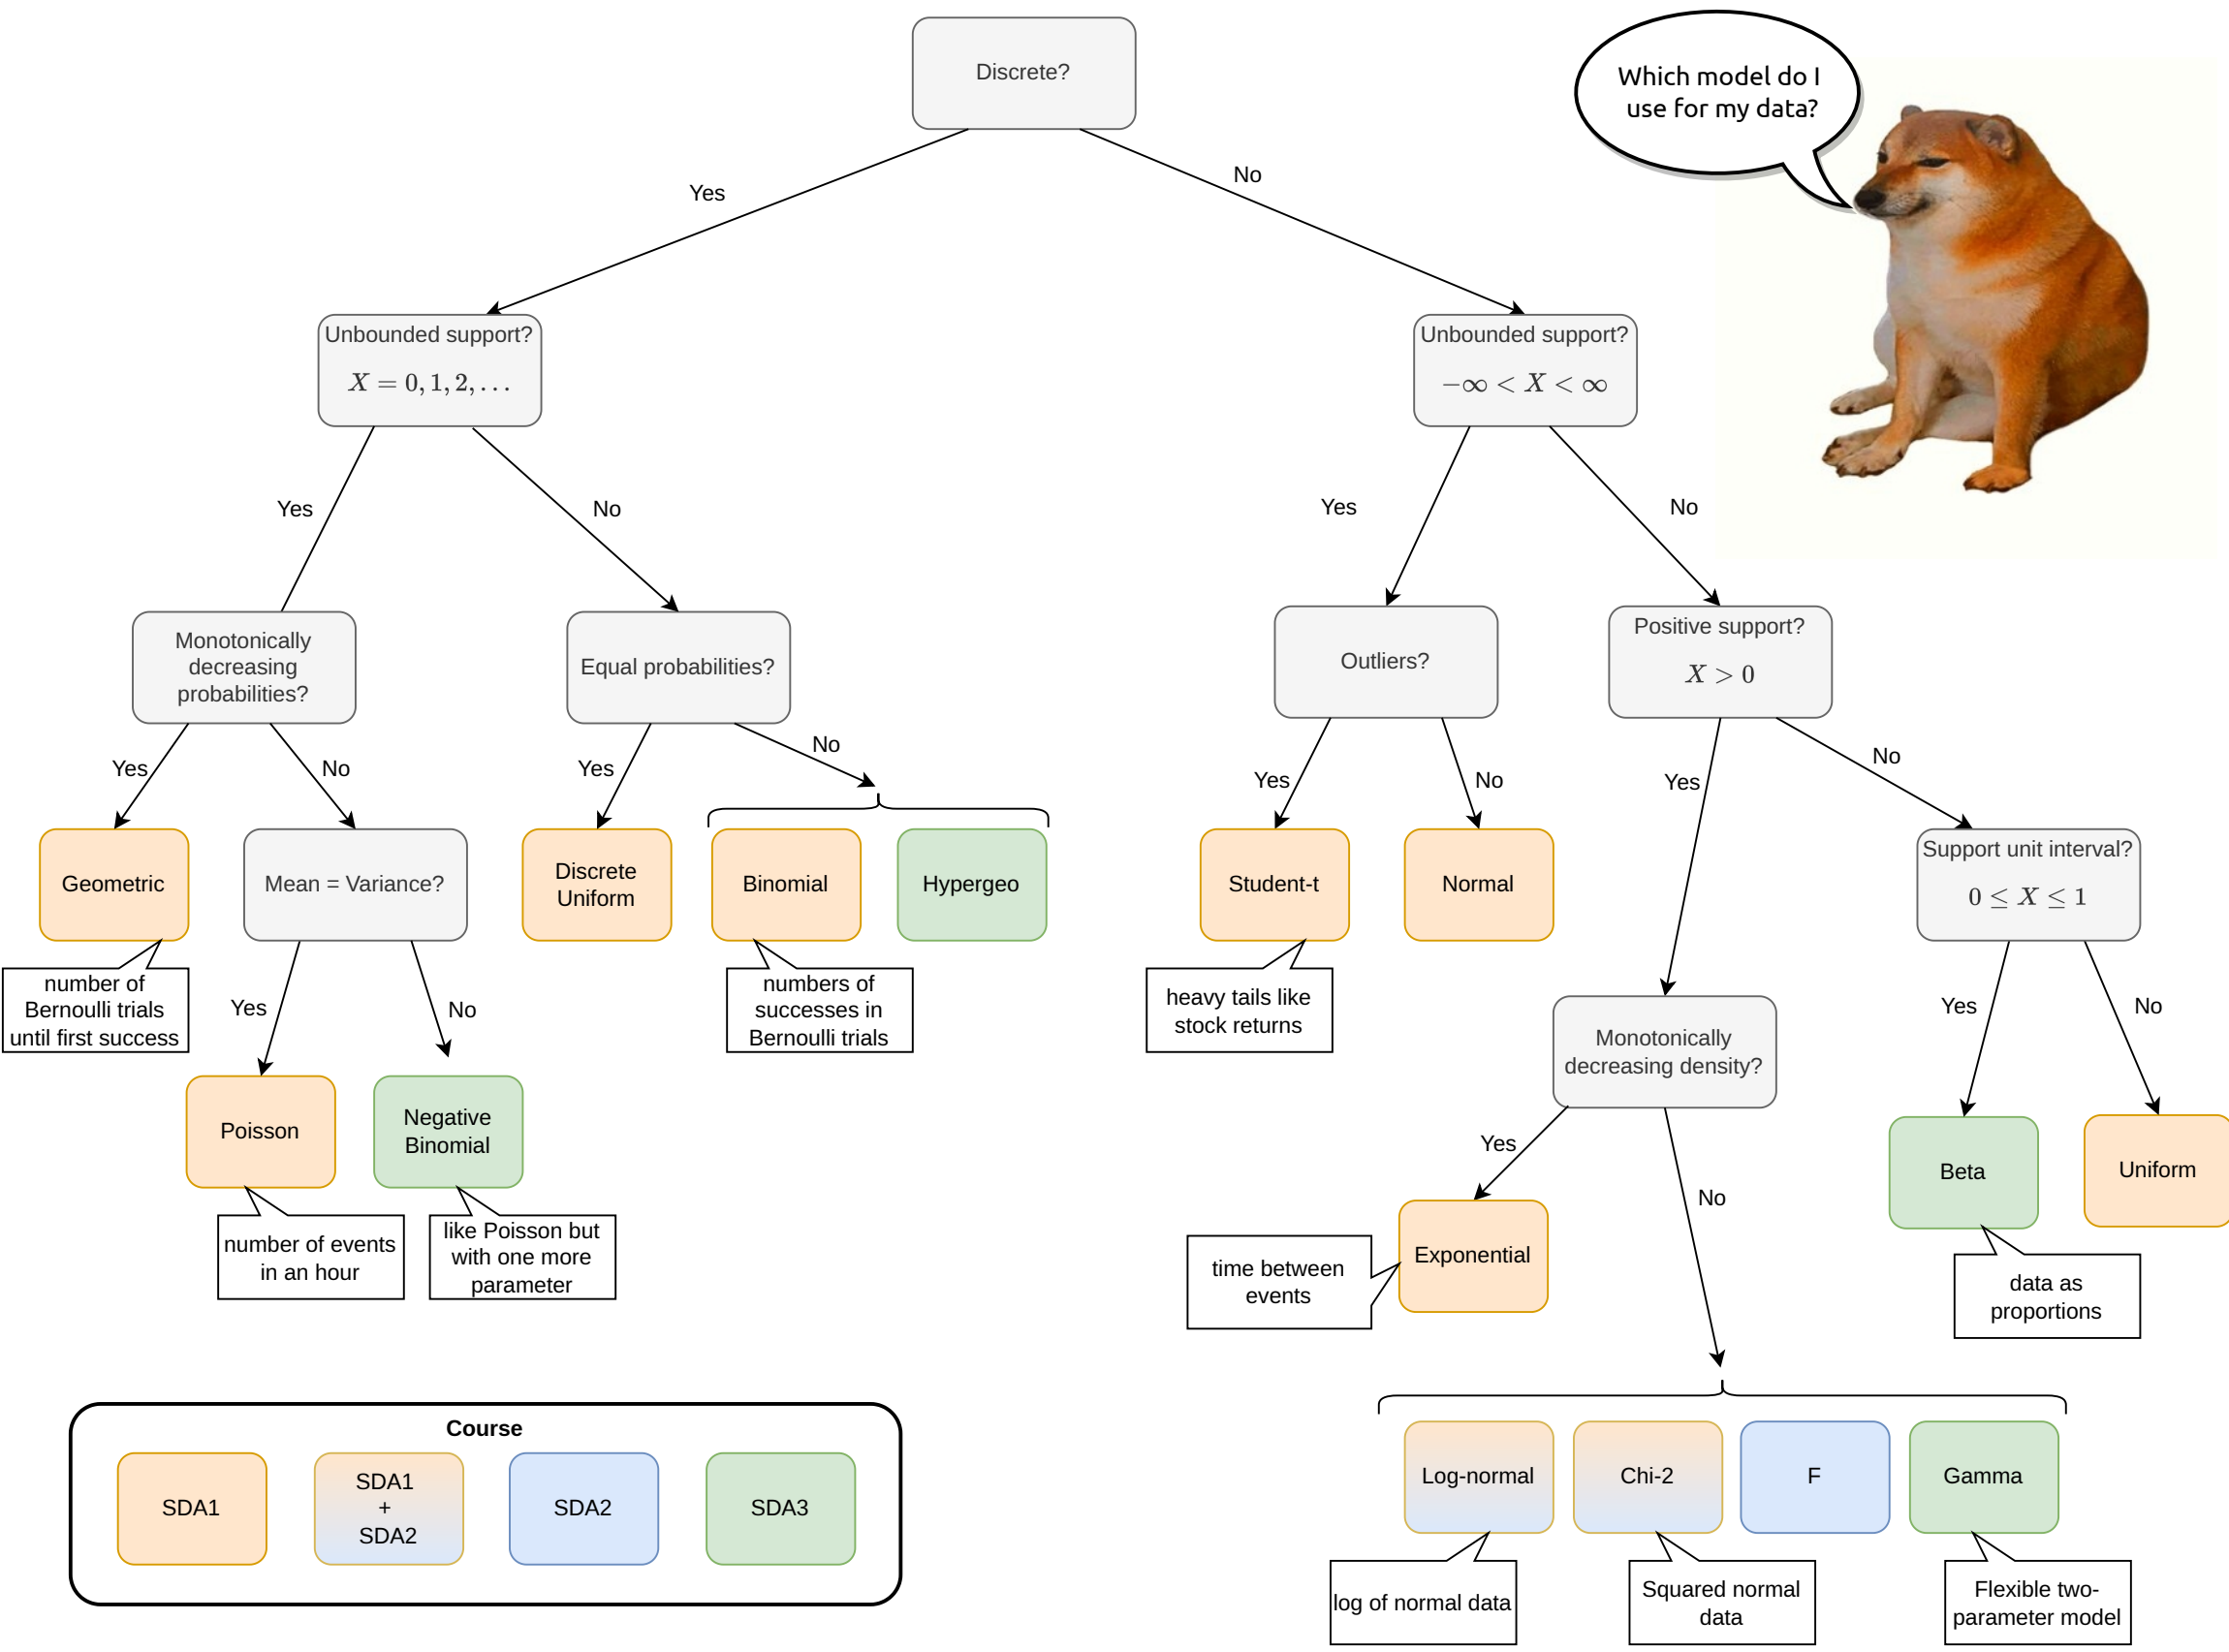 Discrete?
Which model do I
use for my data?
Yes
No
Unbounded support?
X = 0, 1, 2, . . .
Unbounded support?
−∞ < X < ∞
Yes
No
Yes
No
Monotonically
decreasing
probabilities?
Equal probabilities?
Outliers?
Positive support?
X > 0
Yes
No
Yes
No
Yes
No
Yes
No
Geometric
Mean = Variance?
Discrete
Uniform
Binomial
Hypergeo
Student-t
Normal
Support unit interval?
0 ≤ X ≤ 1
number of
Bernoulli trials
until first success
Yes
No
numbers of
successes in
Bernoulli trials
heavy tails like
stock returns
Monotonically
decreasing density?
Yes
No
Poisson
Negative
Binomial
Yes
No
Beta
Uniform
number of events
in an hour
like Poisson but
with one more
parameter
time between
events
Exponential
data as
proportions
Course
SDA1
SDA1
+
SDA2
SDA2
SDA3
Log-normal
Chi-2
F
Gamma
log of normal data
Squared normal
data
Flexible two-
parameter model